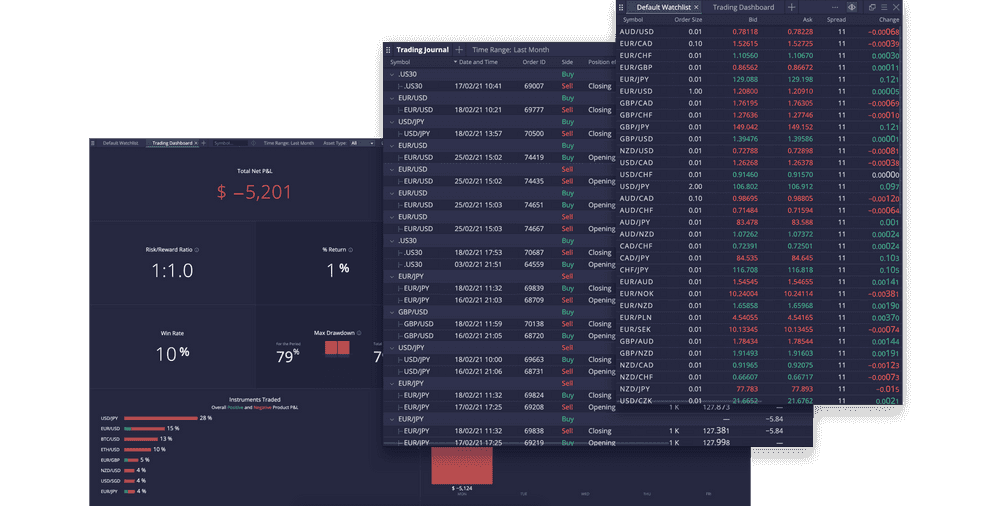 Default Watchlist × Trading Dashboard +
Symbol Order Size Bid Ask Spread Change
AUD/USD 0.01 0.78118 0.78228 11 −0.00068
EUR/CAD 0.10 1.52615 1.52725 11 −0.00039
EUR/CHF 0.01 1.10560 1.10670 11 0.00030
EUR/GBP 0.01 0.86562 0.86672 11 0.00011
EUR/JPY 0.01 129.088 129.198 11 0.121
EUR/USD 1.00 1.20800 1.20910 11 0.00005
GBP/CAD 0.01 1.76195 1.76305 11 −0.00069
GBP/CHF 0.01 1.27636 1.27746 11 −0.00010
GBP/JPY 0.01 149.042 149.152 11 0.121
GBP/USD 0.01 1.39476 1.39586 11 0.00001
NZD/USD 0.01 0.72788 0.72898 11 −0.00081
USD/CAD 0.01 1.26268 1.26378 11 −0.00038
USD/CHF 0.01 0.91460 0.91570 11 0.00000
USD/JPY 2.00 106.802 106.912 11 0.097
AUD/CAD 0.10 0.98695 0.98805 11 −0.00120
AUD/CHF 0.01 0.71484 0.71594 11 −0.00064
AUD/JPY 0.01 83.478 83.588 11 0.001
AUD/NZD 0.01 1.07262 1.07372 11 0.00024
CAD/CHF 0.01 0.72391 0.72501 11 0.00024
CAD/JPY 0.01 84.535 84.645 11 0.103
CHF/JPY 0.01 116.708 116.818 11 0.105
EUR/AUD 0.01 1.54545 1.54655 11 0.00141
EUR/NOK 0.01 10.24004 10.24114 11 −0.00381
EUR/NZD 0.01 1.65858 1.65968 11 0.00190
EUR/PLN 0.01 4.54055 4.54165 11 0.00370
EUR/SEK 0.01 10.13345 10.13455 11 −0.00074
GBP/AUD 0.01 1.78434 1.78544 11 0.00144
GBP/NZD 0.01 1.91493 1.91603 11 0.00191
NZD/CAD 0.01 0.91965 0.92075 11 −0.00123
NZD/CHF 0.01 0.66607 0.66717 11 −0.00073
NZD/JPY 0.01 77.783 77.893 11 −0.015
USD/CZK 0.01 21.6652 21.6762 11 0.0021
Trading Journal + Time Range: Last Month
Symbol Date and Time Order ID Side
.US30 Buy
.US30 17/02/21 10:41 69007 Sell Closing
EUR/USD Buy
EUR/USD 18/02/21 10:21 69777 Sell Closing
USD/JPY Buy
USD/JPY 18/02/21 13:57 70500 Sell Closing
EUR/USD Buy
EUR/USD 25/02/21 15:02 74419 Buy Opening
EUR/USD Sell
EUR/USD 25/02/21 15:02 74435 Sell Opening
EUR/USD Buy
EUR/USD 25/02/21 15:03 74651 Buy Opening
EUR/USD Sell
EUR/USD 25/02/21 15:03 74667 Sell Opening
.US30 Buy
.US30 18/02/21 17:53 70687 Sell Closing
.US30 03/02/21 21:51 64559 Buy Opening
EUR/JPY Sell
EUR/JPY 18/02/21 11:32 69839 Buy Closing
EUR/JPY 16/02/21 21:03 68709 Sell Opening
GBP/USD Buy
GBP/USD 18/02/21 11:59 70138 Sell Closing
GBP/USD 16/02/21 21:05 68720 Buy Opening
USD/JPY Sell
USD/JPY 18/02/21 10:00 69663 Buy Closing
USD/JPY 16/02/21 21:06 68731 Sell Opening
EUR/JPY Sell
EUR/JPY 18/02/21 11:32 69824 Buy Closing
EUR/JPY 17/02/21 17:25 69208 Sell Opening 1 K 127.873 —
EUR/JPY Sell — −5.84
EUR/JPY 18/02/21 11:32 69838 Buy Closing 1 K 127.381 −5.84
EUR/JPY 17/02/21 17:25 69219 Buy Opening 1 K 127.998 —
Default Watchlist Trading Dashboard × + Symbol... Time Range: Last Month Asset Type All
Total Net P&L
$ −5,201
Risk/Reward Ratio % Return
1:1.0 1 %
Win Rate Max Drawdown
10 % For the Period 79% Total
Instruments Traded
Overall Positive and Negative Product P&L
USD/JPY 28 %
EUR/USD 15 %
BTC/USD 13 %
ETH/USD 10 %
EUR/GBP 5 %
NZD/USD 4 %
USD/SGD 4 %
EUR/JPY 4 %
$ −5,124
MON TUE WED THU FRI